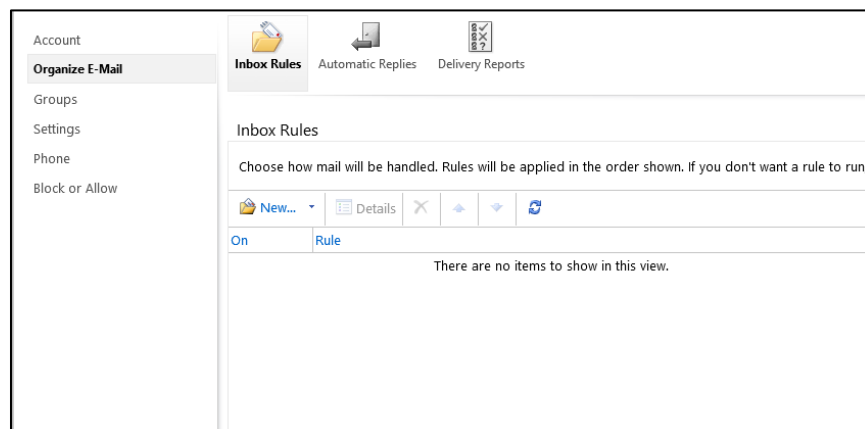 Account
Organize E-Mail
Groups
Settings
Phone
Block or Allow
Inbox Rules
Automatic Replies
Delivery Reports
Inbox Rules
Choose how mail will be handled. Rules will be applied in the order shown. If you don't want a rule to run
New...
Details
On
Rule
There are no items to show in this view.